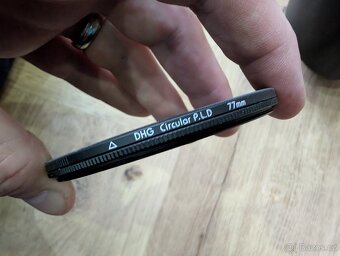 △ DHG Circular P.L.D 77mm